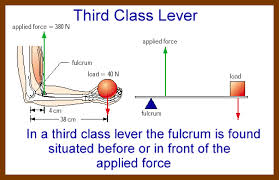 Third Class Lever
applied force = 380 N
fulcrum
load = 40 N
4 cm
38 cm
applied force
load
fulcrum
In a third class lever the fulcrum is found
situated before or in front of the
applied force